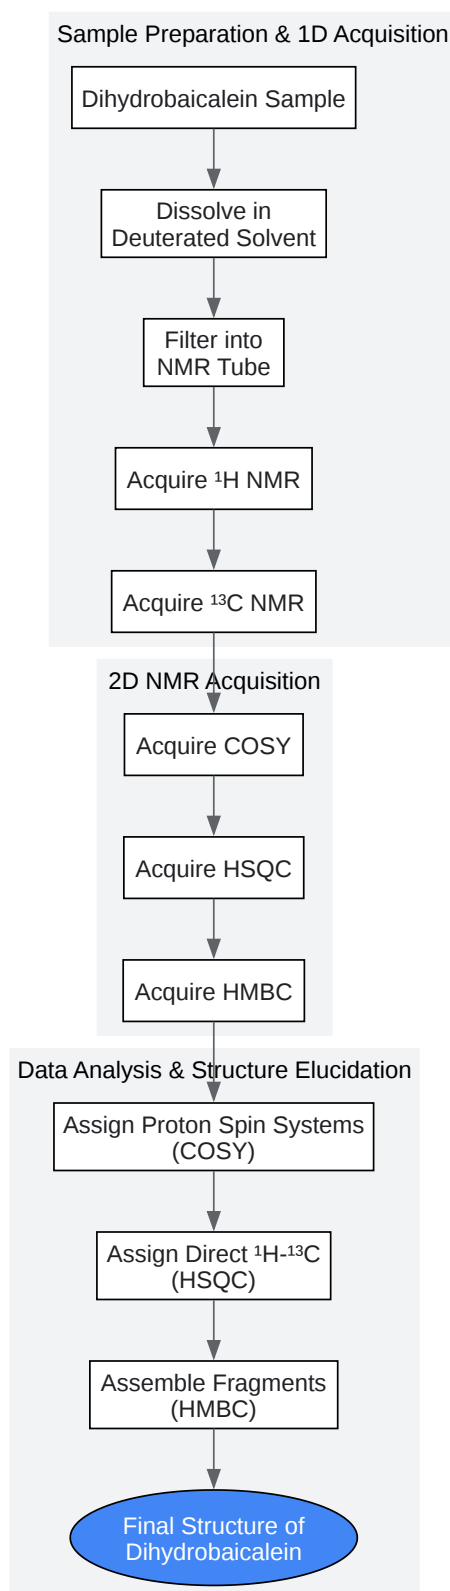 Sample Preparation & 1D Acquisition
Dihydrobaicalein Sample
Dissolve in
Deuterated Solvent
Filter into
NMR Tube
Acquire ¹H NMR
Acquire ¹³C NMR
2D NMR Acquisition
Acquire COSY
Acquire HSQC
Acquire HMBC
Data Analysis & Structure Elucidation
Assign Proton Spin Systems
(COSY)
Assign Direct ¹H-¹³C
(HSQC)
Assemble Fragments
(HMBC)
Final Structure of
Dihydrobaicalein